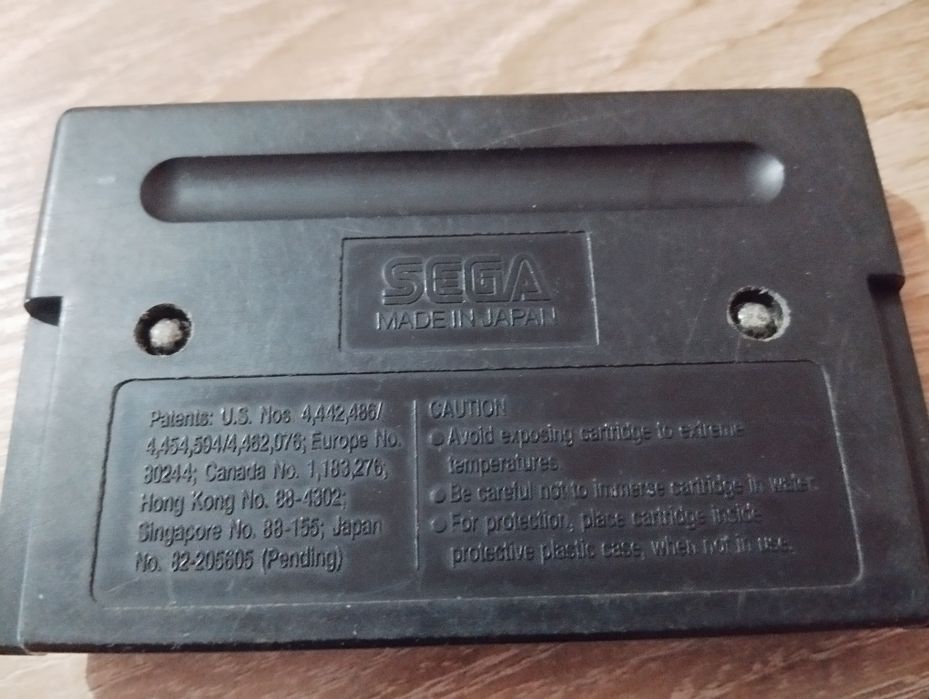 SEGA
MADE IN JAPAN
Patents: U.S. Nos. 4,442,486/
4,454,594/4,462,076; Europe No.
80244; Canada No. 1,183,276;
Hong Kong No. 88-4302;
Singapore No. 88-155; Japan
No. 82-205605 (Pending)
CAUTION
● Avoid exposing cartridge to extreme
temperatures.
● Be careful not to immerse cartridge in water.
● For protection, place cartridge inside
protective plastic case, when not in use.